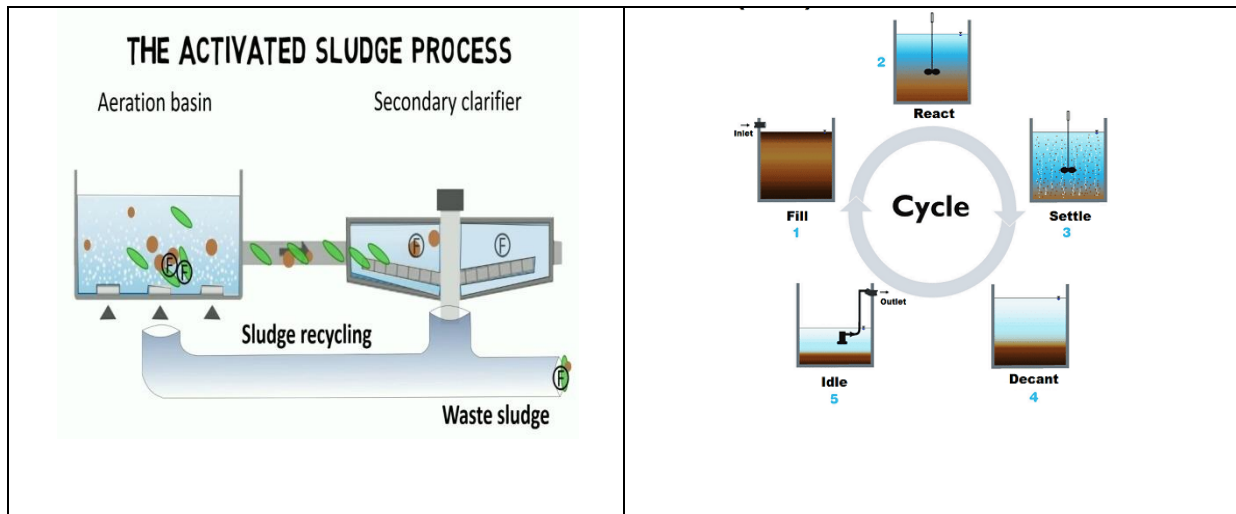 THE ACTIVATED SLUDGE PROCESS
Aeration basin
Secondary clarifier
F
F
F
F
Sludge recycling
F
Waste sludge
2
React
Inlet
Cycle
Fill
1
Settle
3
Outlet
Idle
5
Decant
4